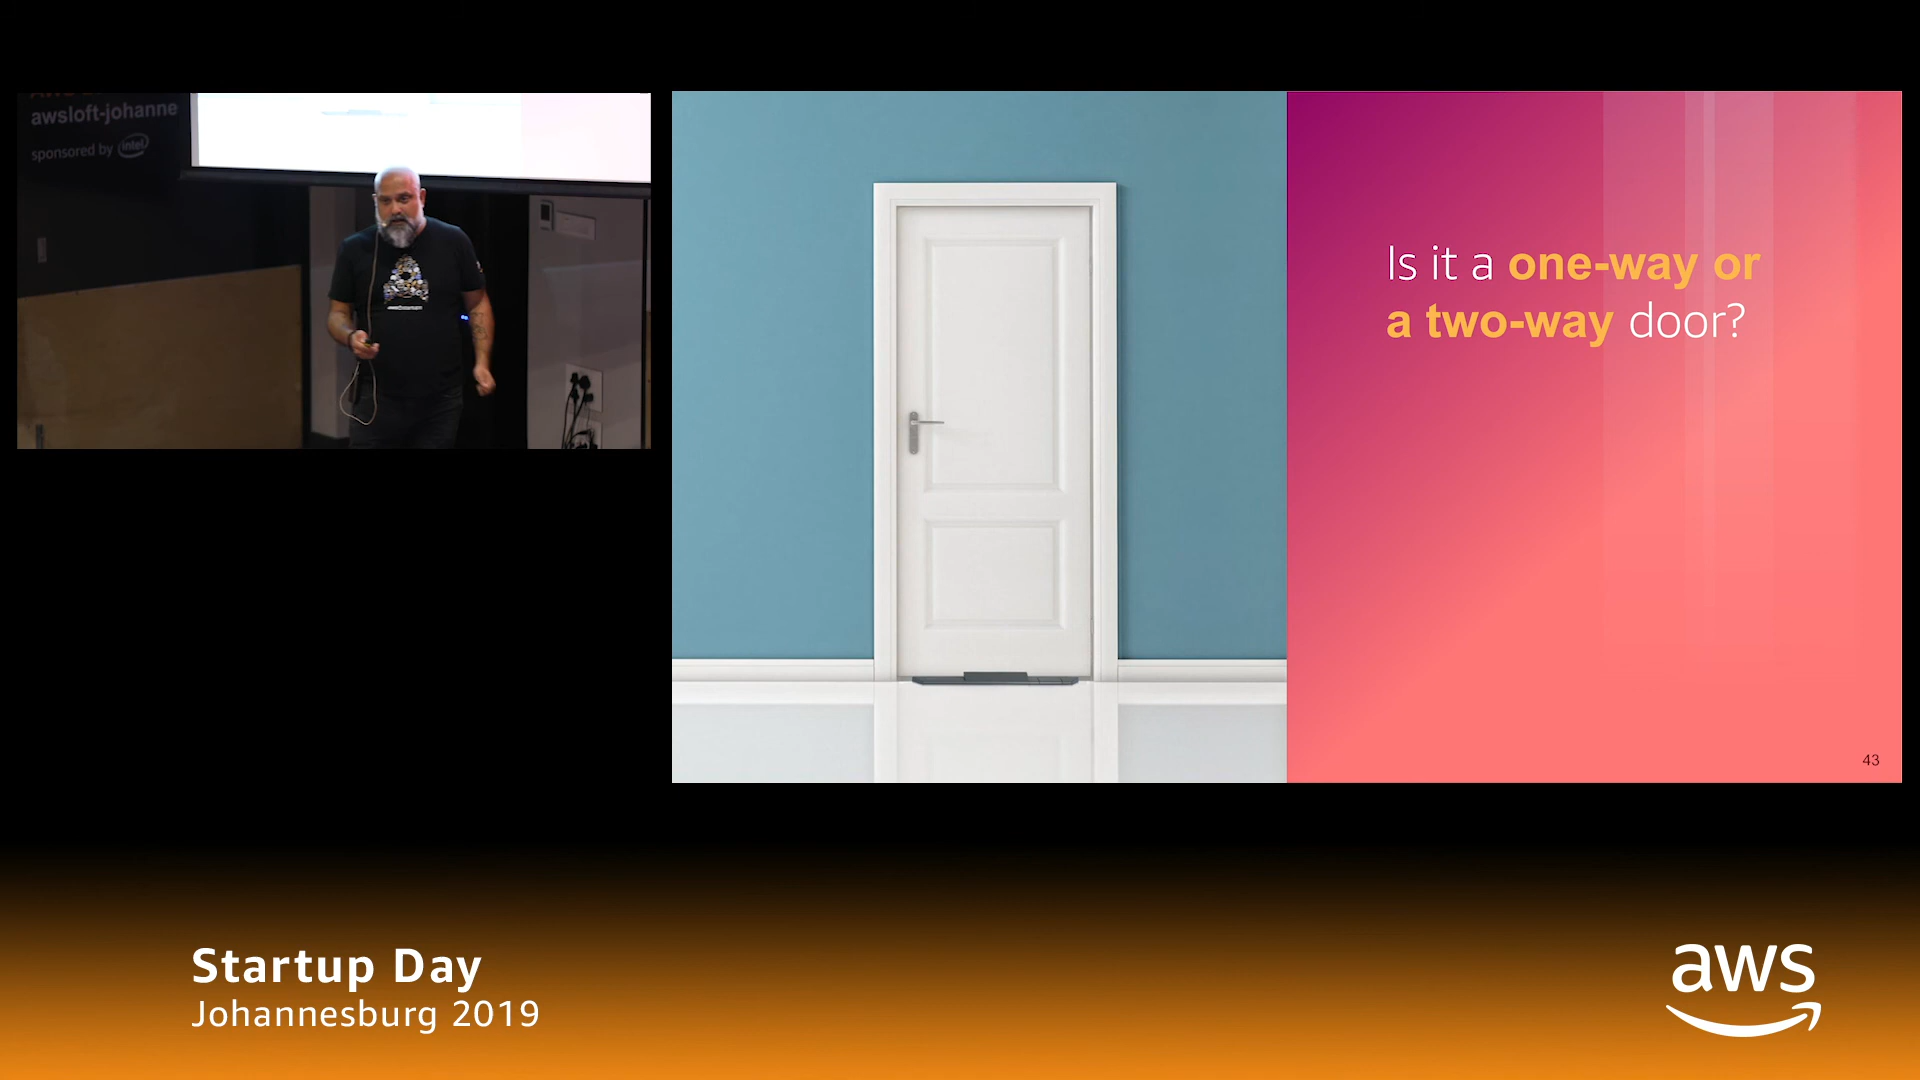 awsloft-johanne
sponsored by intel
Is it a one-way or
a two-way door?
43
Startup Day
Johannesburg 2019
aws